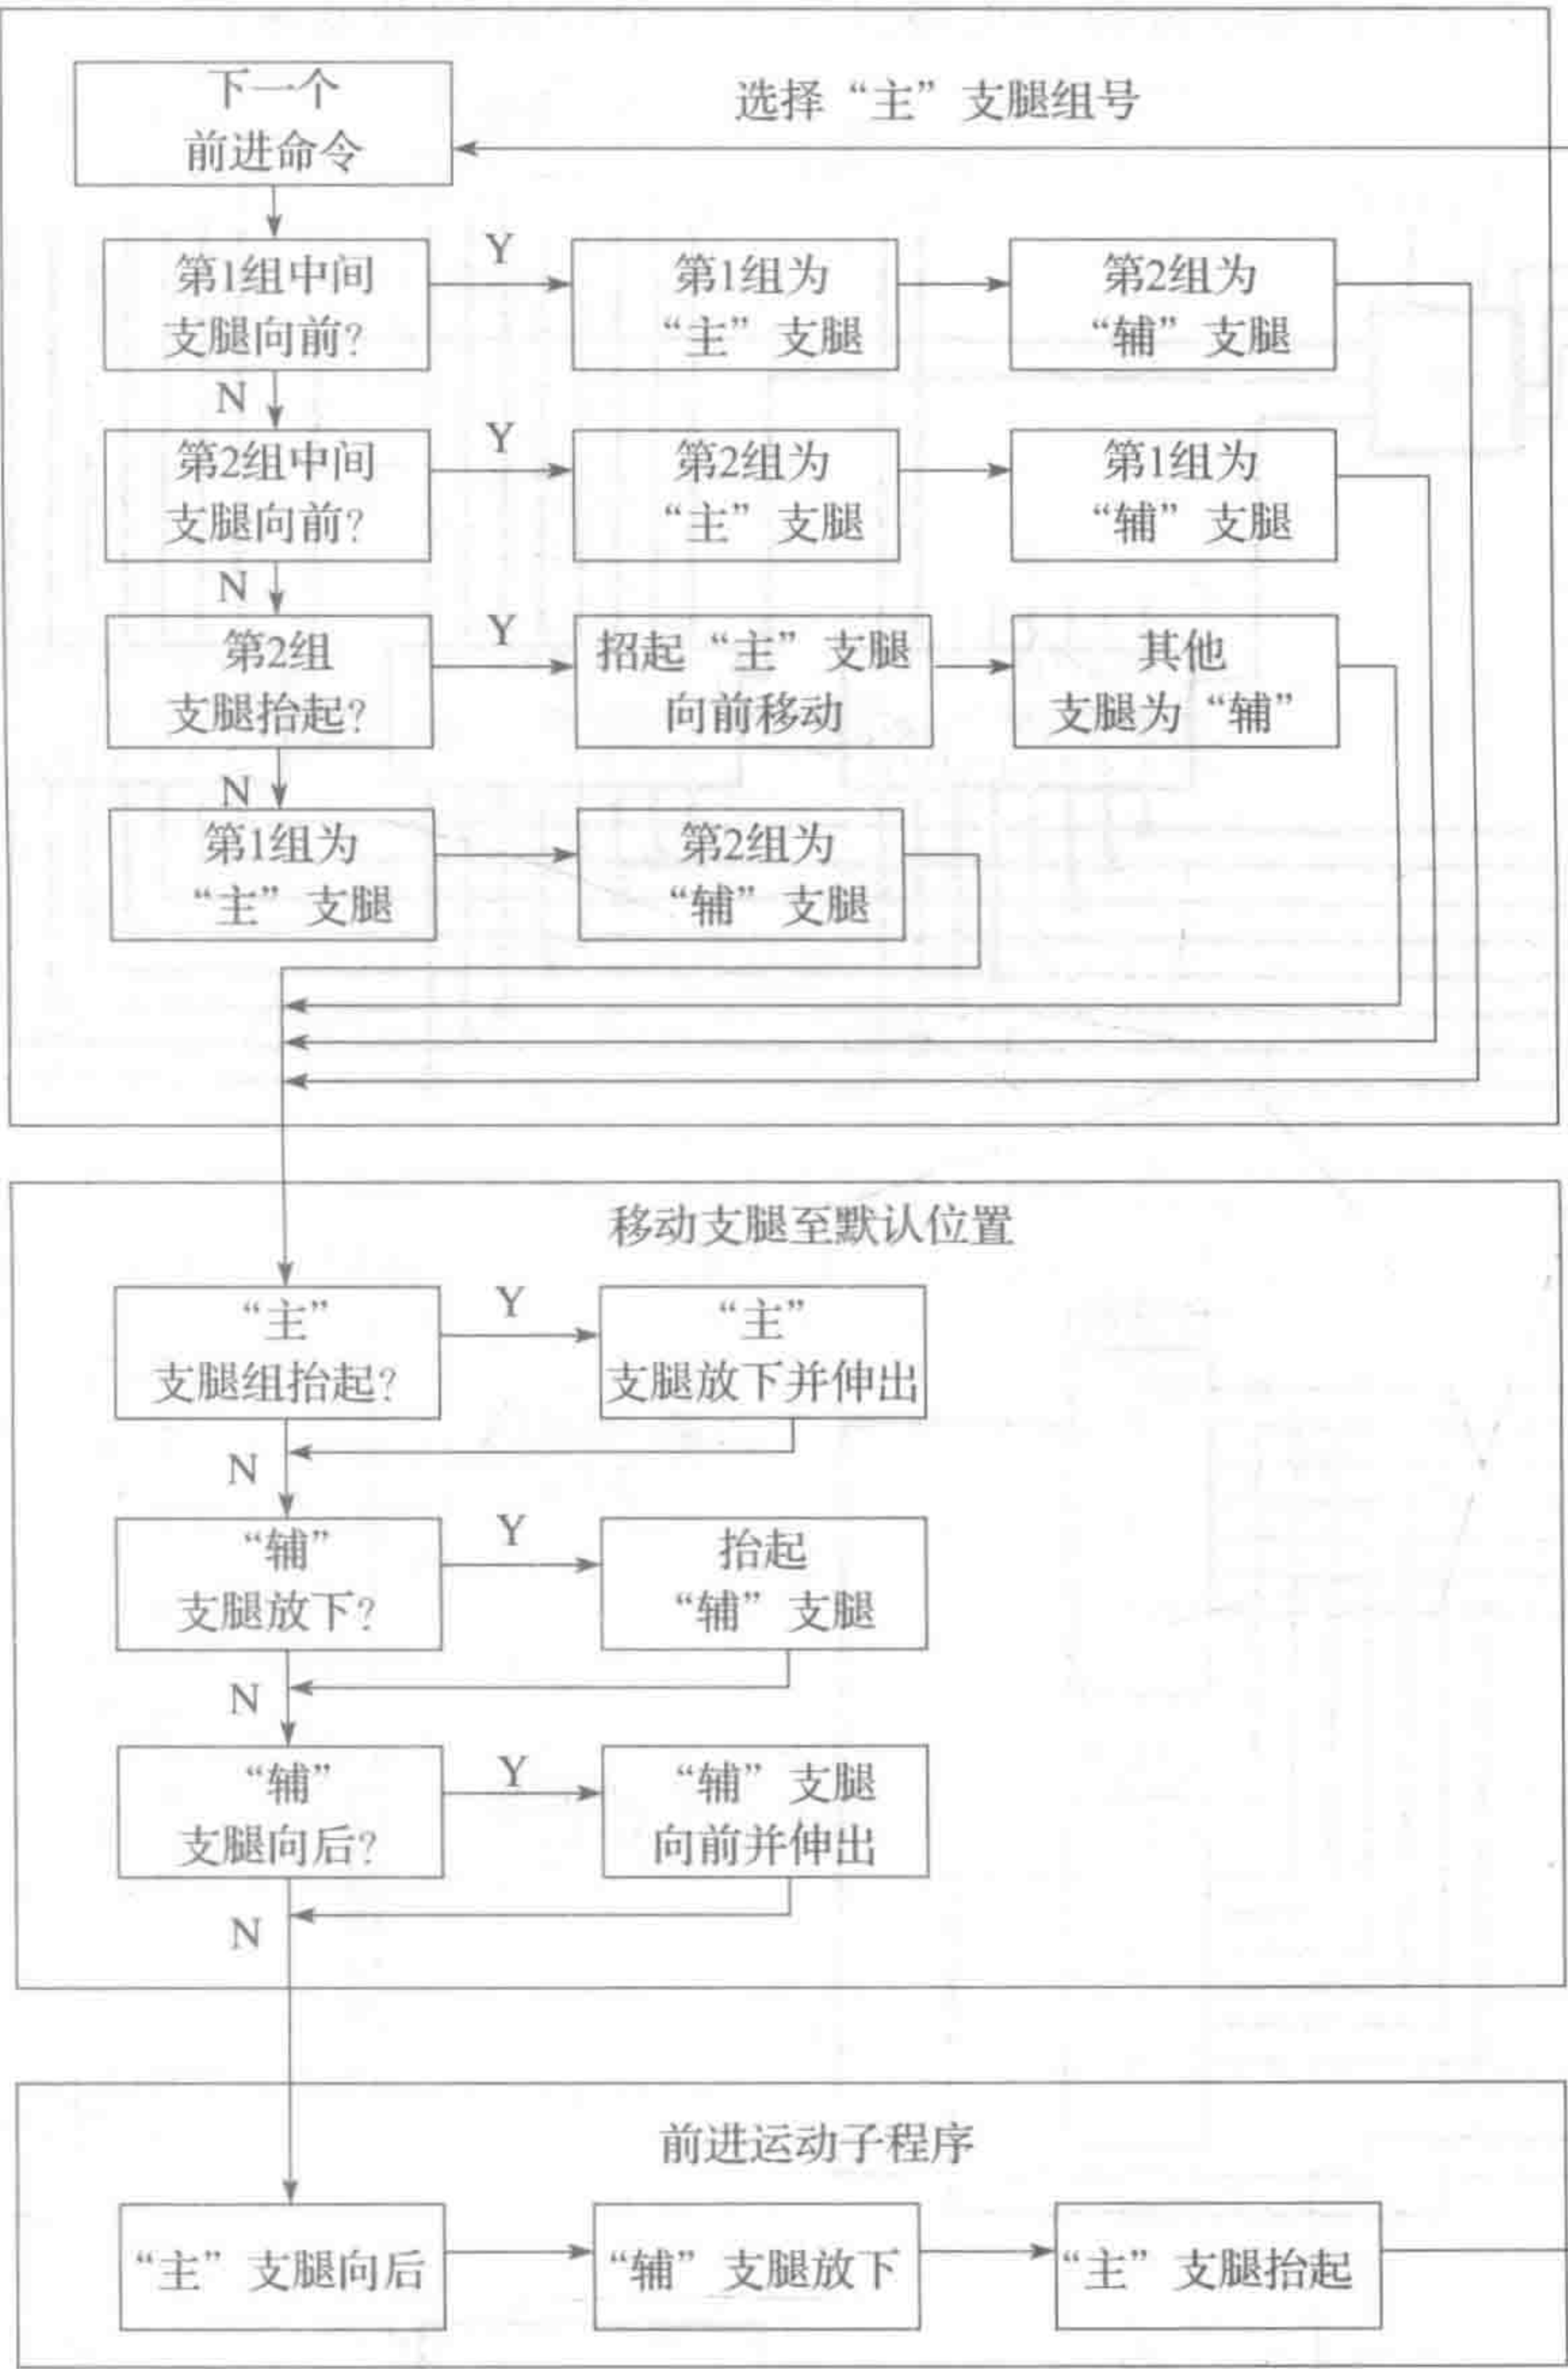 下一个
前进命令
选择“主”支腿组号
第1组中间
支腿向前?
Y
第1组为
“主”支腿
第2组为
“辅”支腿
N
第2组中间
支腿向前?
Y
第2组为
“主”支腿
第1组为
“辅”支腿
N
第2组
支腿抬起?
Y
招起“主”支腿
向前移动
其他
支腿为“辅”
N
第1组为
“主”支腿
第2组为
“辅”支腿
移动支腿至默认位置
“主”
支腿组抬起?
Y
“主”
支腿放下并伸出
N
“辅”
支腿放下?
Y
抬起
“辅”支腿
N
“辅”
支腿向后?
Y
“辅”支腿
向前并伸出
N
前进运动子程序
“主”支腿向后
“辅”支腿放下
“主”支腿抬起